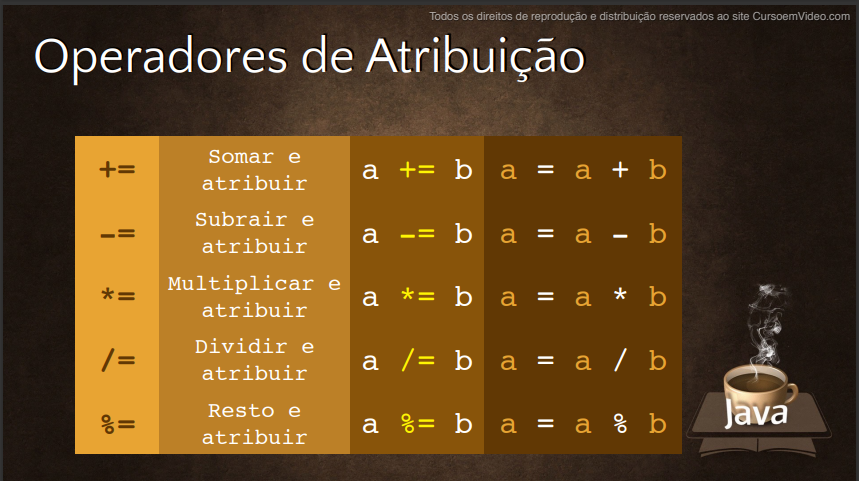 Todos os direitos de reprodução e distribuição reservados ao site CursoemVideo.com
Operadores de Atribuição
+= Somar e atribuir a += b a = a + b
-= Subrair e atribuir a -= b a = a - b
*= Multiplicar e atribuir a *= b a = a * b
/= Dividir e atribuir a /= b a = a / b
%= Resto e atribuir a %= b a = a % b
Java